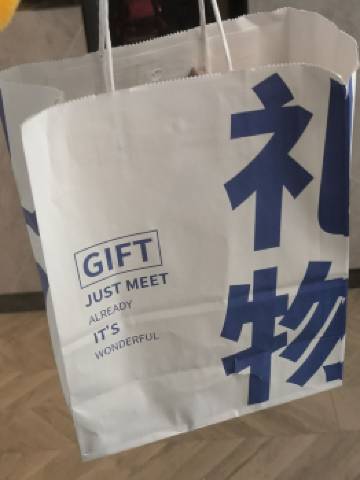 礼物
GIFT
JUST MEET
ALREADY
IT'S
WONDERFUL